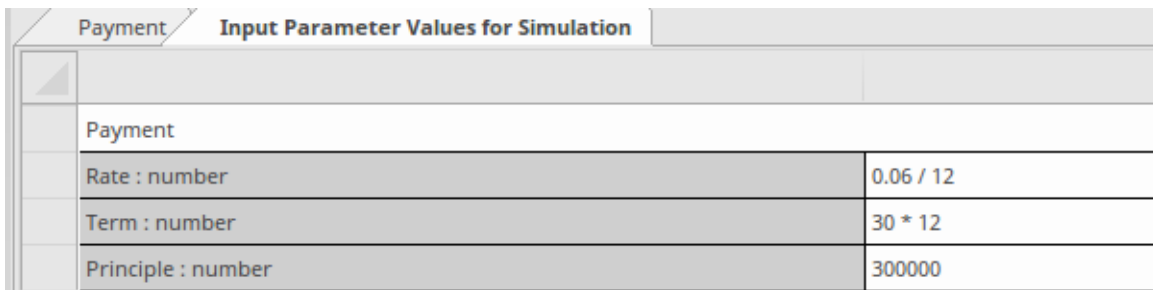 Payment Input Parameter Values for Simulation
Payment
Rate : number 0.06 / 12
Term : number 30 * 12
Principle : number 300000